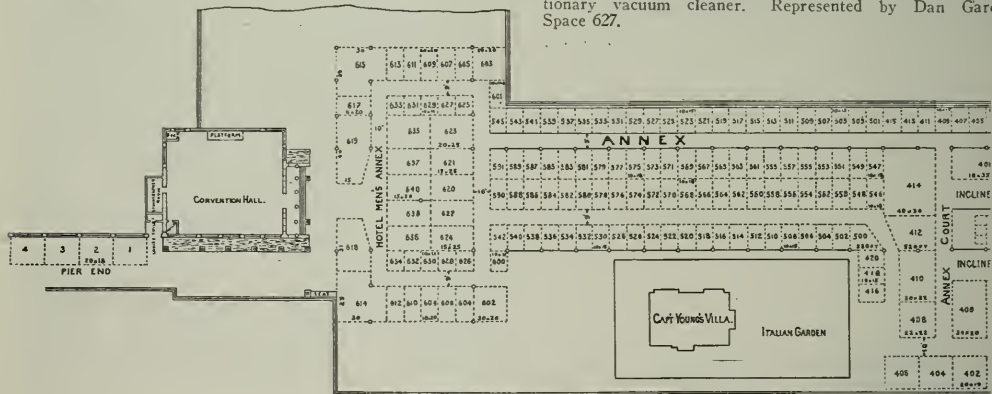 tionary vacuum cleaner. Represented by Dan Gard
Space 627.
615 613 611 609 607 605 603
601
617
633 631 629 627 625
545 543 541 539 537 535 533 531 529 527 525 523 521 519 517 515 513 511 509 507 505 503 501 415 413 411 409 407 405
PLATFORM
635 623
20x25
ANNEX
619
637 621
591 589 587 585 583 581 579 577 575 573 571 569 567 565 563 561 559 557 555 553 551 549 547
401
CONVENTION HALL.
HOTEL MENS ANNEX
640 620
590 588 586 584 582 580 578 576 574 572 570 568 566 564 562 560 558 556 554 552 550 548 546
414
INCLINE
638 622
618
636 624
542 540 538 536 534 532 530 528 526 524 522 520 518 516 514 512 510 508 506 504 502 500
412
COURT
4 3 2 1
20x18
PIER END
634 632 630 628 626
600
420
418
416
410
INCLINE
ANNEX
SEAT
614
612 610 608 606 604 602
20x20
CAPT YOUNG'S VILLA.
ITALIAN GARDEN
408
400
406 404 402